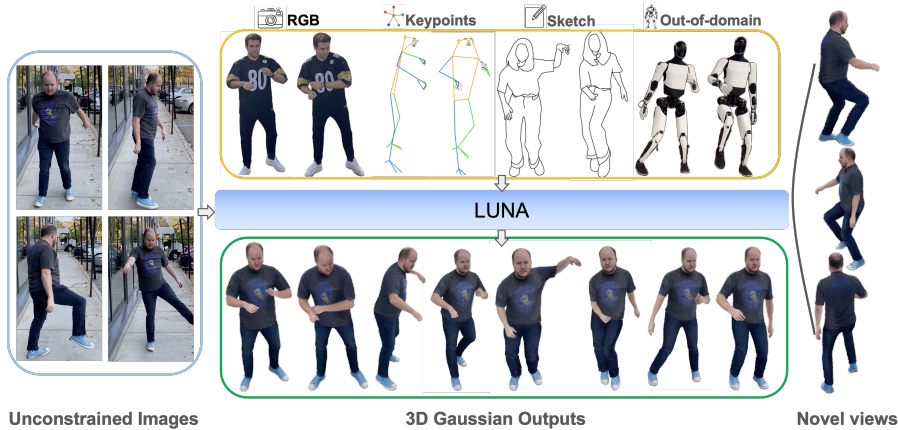 RGB
Keypoints
Sketch
Out-of-domain
80
80
LUNA
Unconstrained Images
3D Gaussian Outputs
Novel views